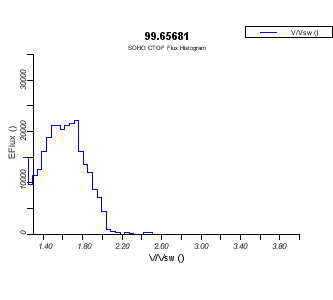 V/Vsw ()
99.65681
SOHO CTOF Flux Histogram
EFlux ()
30000
20000
10000
0
1.40 1.80 2.20 2.60 3.00 3.40 3.80
V/Vsw ()